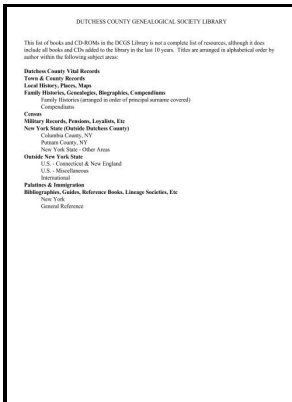 DUTCHESS COUNTY GENEALOGICAL SOCIETY LIBRARY
This list of books and CD-ROMs in the DCGS Library is not a complete list of resources, although it does
include all books and CDs added to the library in the last 10 years. Titles are arranged in alphabetical order by
author within the following subject areas:
Dutchess County Vital Records
Town & County Records
Local History, Places, Maps
Family Histories, Genealogies, Biographies, Compendiums
Family Histories (arranged in order of principal surname covered)
Compendiums
Census
Military Records, Pensions, Loyalists, Etc
New York State (Outside Dutchess County)
Columbia County, NY
Putnam County, NY
New York State - Other Areas
Outside New York State
U.S. - Connecticut & New England
U.S. - Miscellaneous
International
Palatines & Immigration
Bibliographies, Guides, Reference Books, Lineage Societies, Etc
New York
General Reference